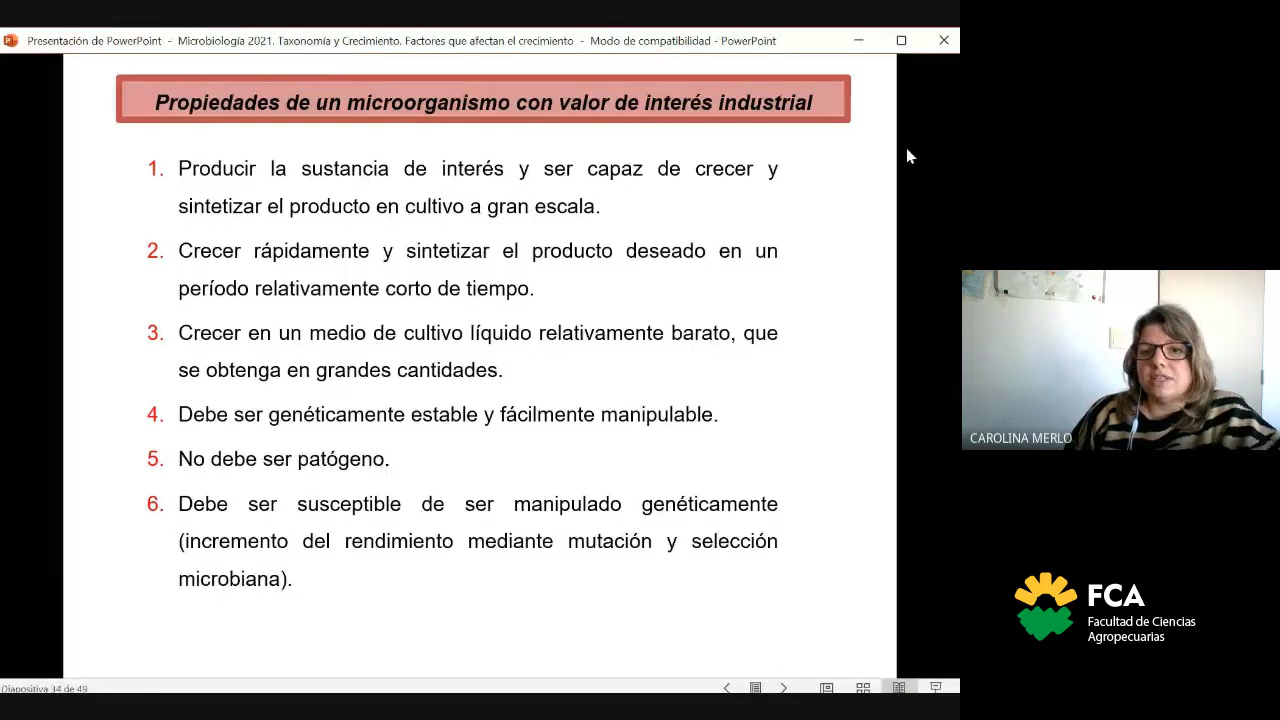 Presentación de PowerPoint - Microbiología 2021. Taxonomía y Crecimiento. Factores que afectan el crecimiento - Modo de compatibilidad - PowerPoint
Propiedades de un microorganismo con valor de interés industrial
1. Producir la sustancia de interés y ser capaz de crecer y
sintetizar el producto en cultivo a gran escala.
2. Crecer rápidamente y sintetizar el producto deseado en un
período relativamente corto de tiempo.
3. Crecer en un medio de cultivo líquido relativamente barato, que
se obtenga en grandes cantidades.
4. Debe ser genéticamente estable y fácilmente manipulable.
5. No debe ser patógeno.
6. Debe ser susceptible de ser manipulado genéticamente
(incremento del rendimiento mediante mutación y selección
microbiana).
Diapositiva 34 de 49
CAROLINA MERLO
FCA
Facultad de Ciencias
Agropecuarias